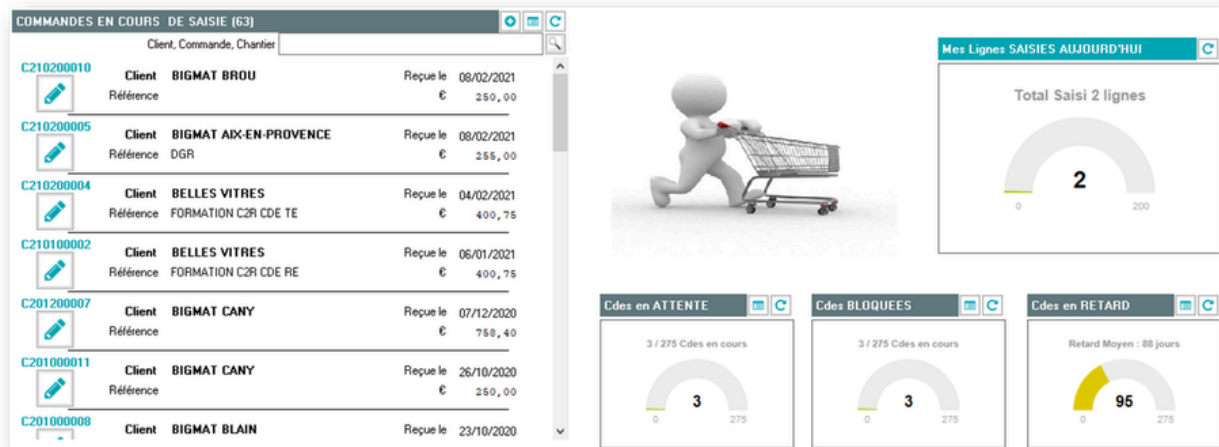 COMMANDES EN COURS DE SAISIE (63)
Client, Commande, Chantier
C210200010
Client BIGMAT BROU Reçue le 08/02/2021
Référence € 250,00
C210200005
Client BIGMAT AIX-EN-PROVENCE Reçue le 08/02/2021
Référence DGR € 255,00
C210200004
Client BELLES VITRES Reçue le 04/02/2021
Référence FORMATION C2R CDE TE € 400,75
C210100002
Client BELLES VITRES Reçue le 06/01/2021
Référence FORMATION C2R CDE RE € 400,75
C201200007
Client BIGMAT CANY Reçue le 07/12/2020
Référence € 758,40
C201000011
Client BIGMAT CANY Reçue le 26/10/2020
Référence € 250,00
C201000008
Client BIGMAT BLAIN Reçue le 23/10/2020
Mes Lignes SAISIES AUJOURD'HUI
Total Saisi 2 lignes
2
0 200
Cdes en ATTENTE
3 / 275 Cdes en cours
3
0 275
Cdes BLOQUEES
3 / 275 Cdes en cours
3
0 275
Cdes en RETARD
Retard Moyen : 88 jours
95
0 275